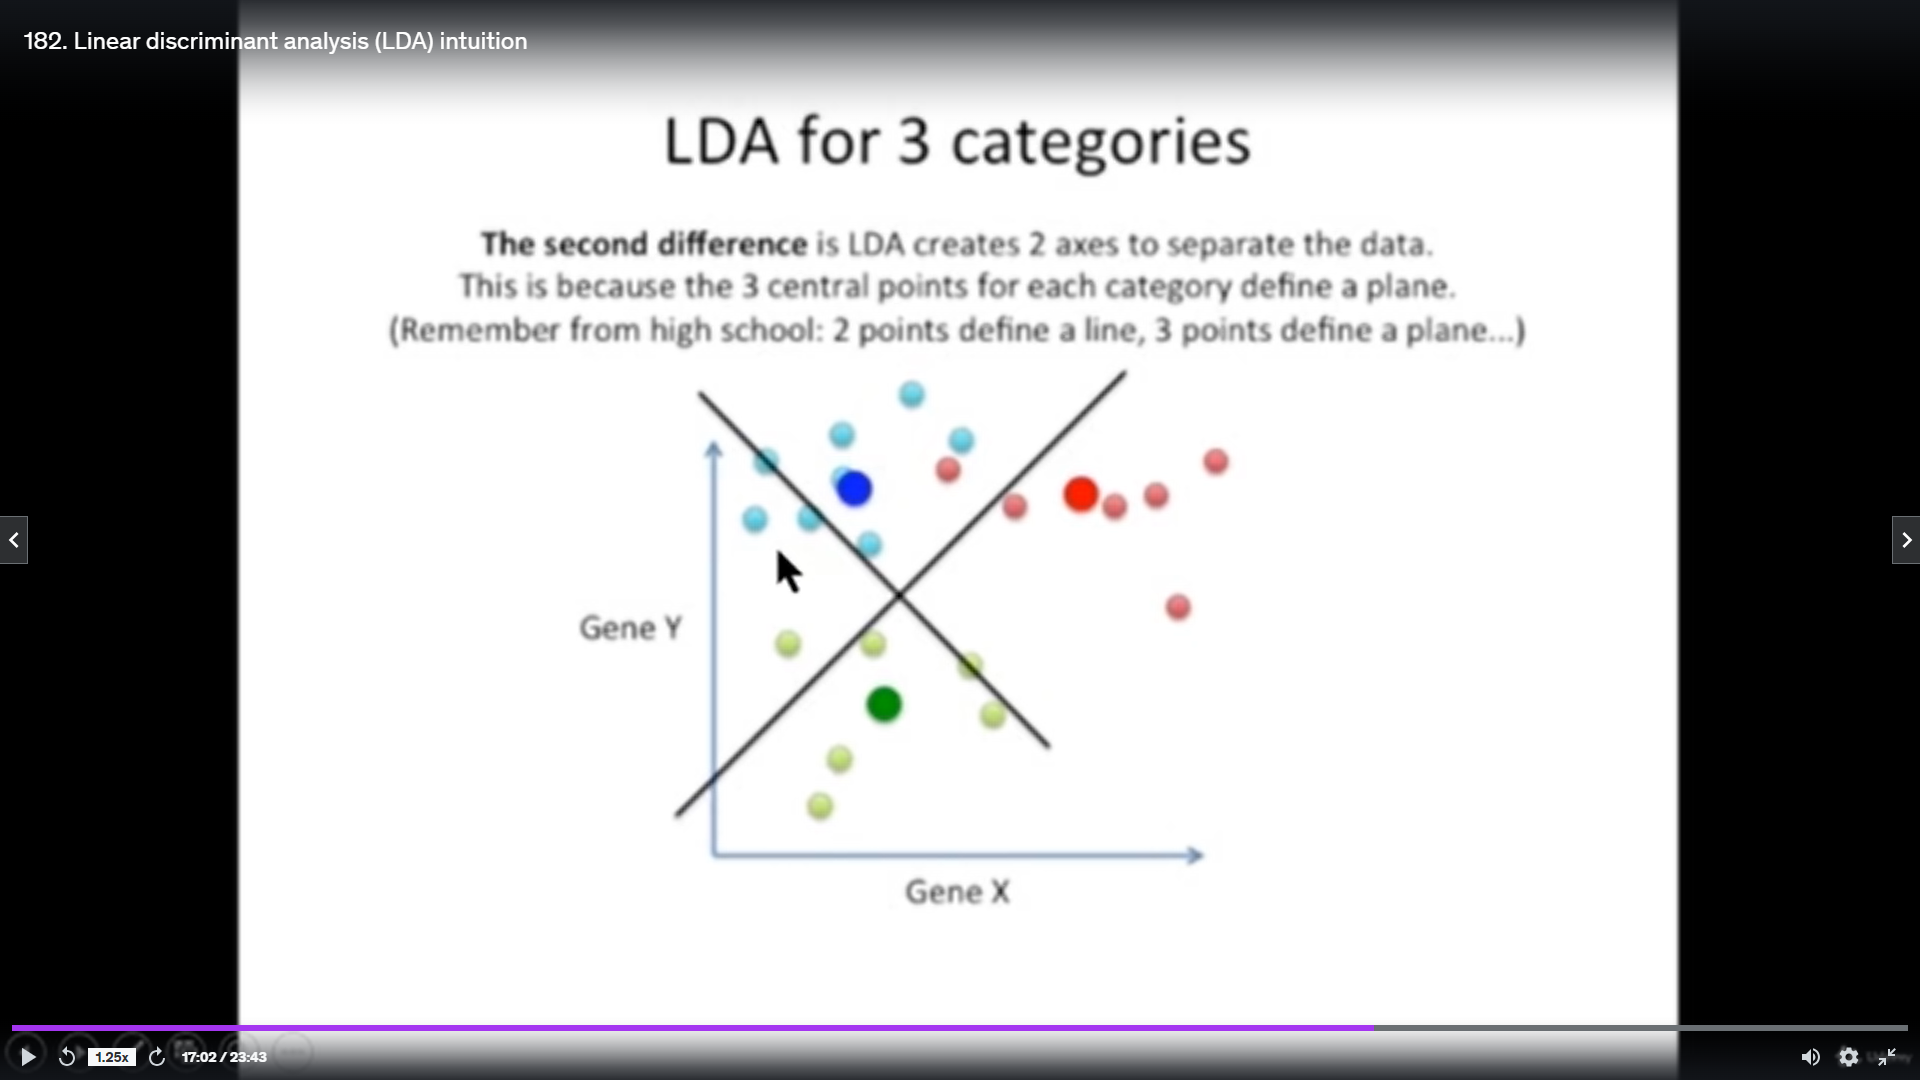 182. Linear discriminant analysis (LDA) intuition
LDA for 3 categories
The second difference is LDA creates 2 axes to separate the data.
This is because the 3 central points for each category define a plane.
(Remember from high school: 2 points define a line, 3 points define a plane...)
Gene Y
Gene X
1.25x
17:02 / 23:43